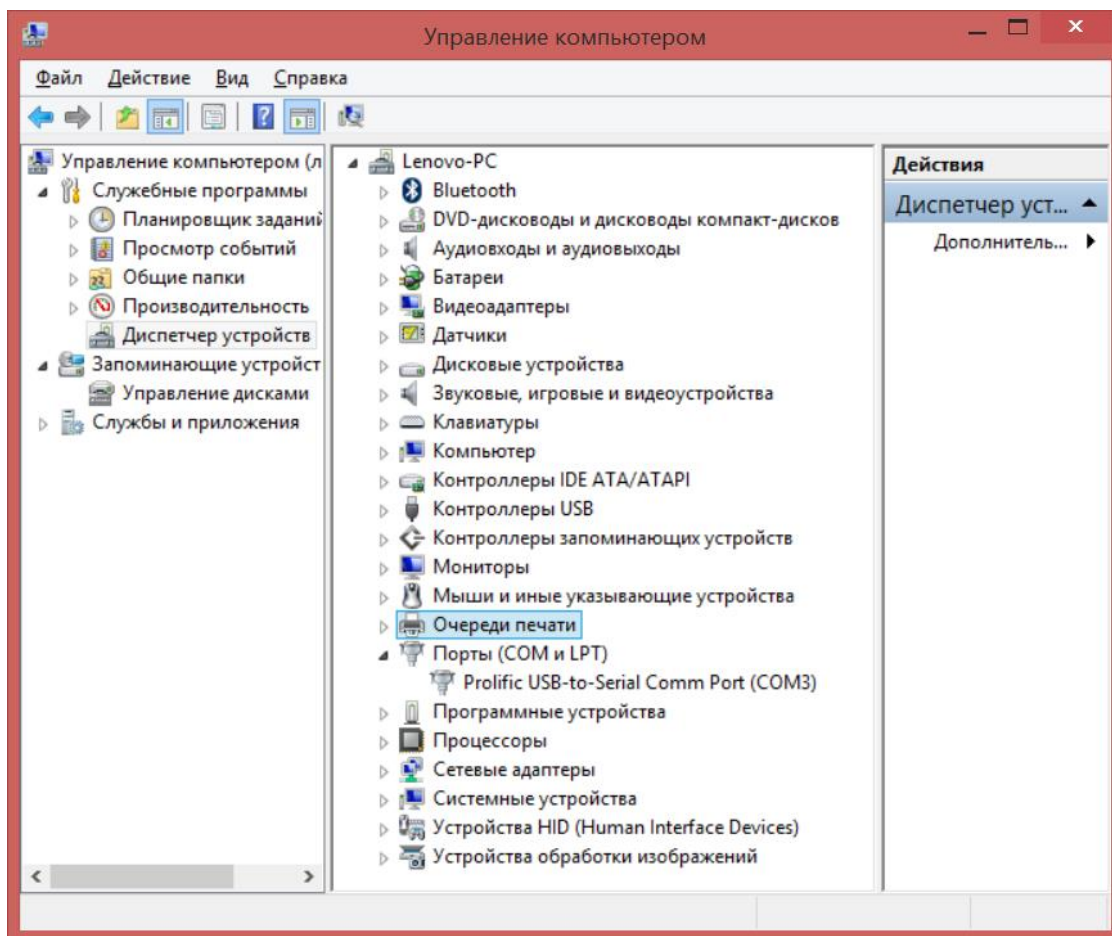 Управление компьютером
Файл Действие Вид Справка
Управление компьютером (л
Служебные программы
Планировщик заданий
Просмотр событий
Общие папки
Производительность
Диспетчер устройств
Запоминающие устройст
Управление дисками
Службы и приложения
Lenovo-PC
Bluetooth
DVD-дисководы и дисководы компакт-дисков
Аудиовходы и аудиовыходы
Батареи
Видеоадаптеры
Датчики
Дисковые устройства
Звуковые, игровые и видеоустройства
Клавиатуры
Компьютер
Контроллеры IDE ATA/ATAPI
Контроллеры USB
Контроллеры запоминающих устройств
Мониторы
Мыши и иные указывающие устройства
Очереди печати
Порты (COM и LPT)
Prolific USB-to-Serial Comm Port (COM3)
Программные устройства
Процессоры
Сетевые адаптеры
Системные устройства
Устройства HID (Human Interface Devices)
Устройства обработки изображений
Действия
Диспетчер уст...
Дополнитель...